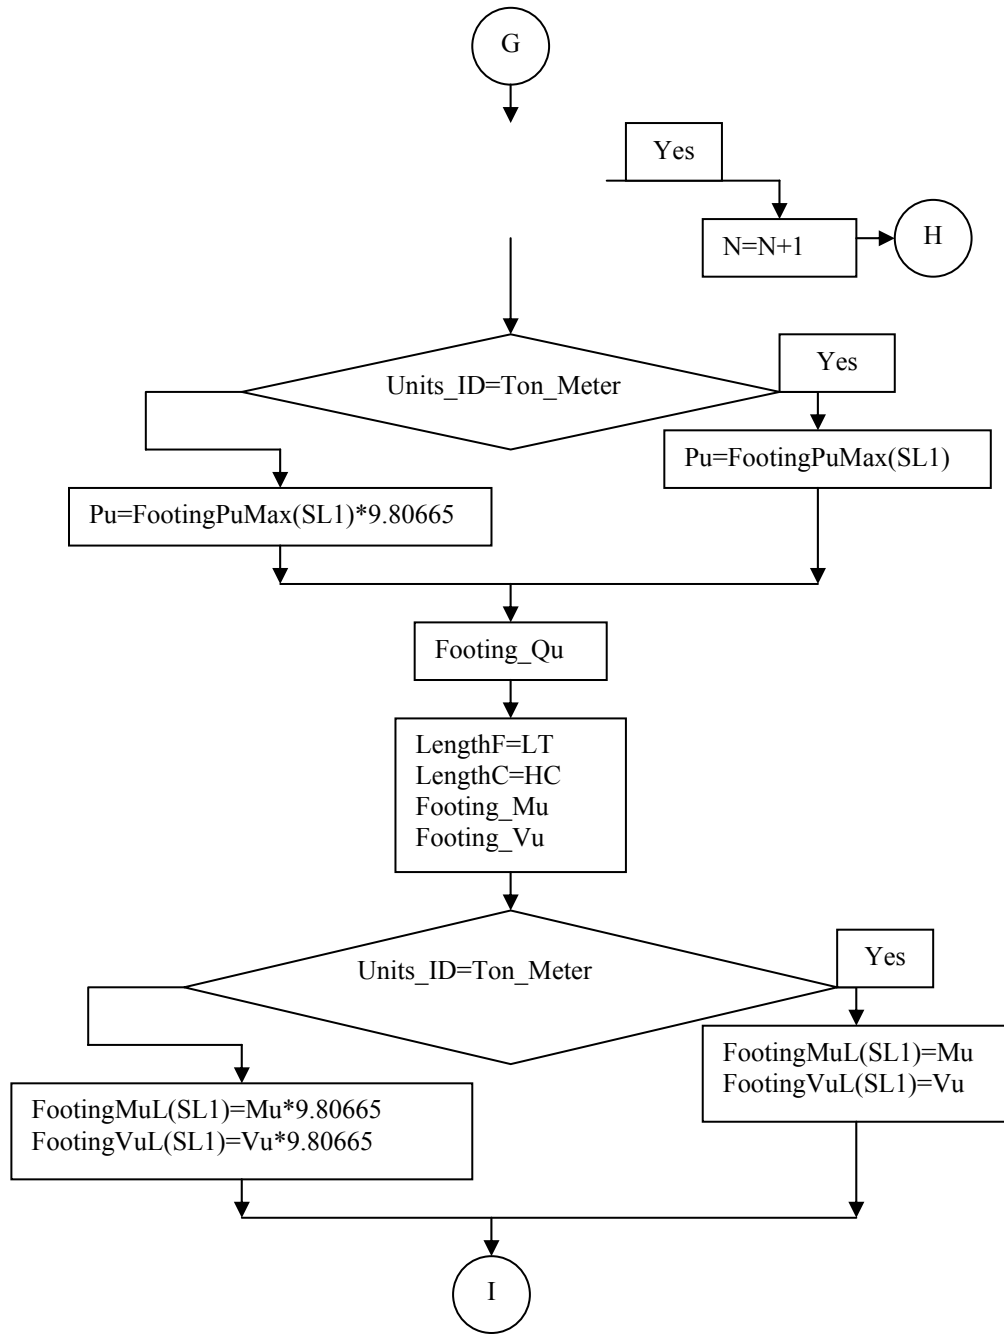 G
Yes
N=N+1
H
Units_ID=Ton_Meter
Yes
Pu=FootingPuMax(SL1)
Pu=FootingPuMax(SL1)*9.80665
Footing_Qu
LengthF=LT
LengthC=HC
Footing_Mu
Footing_Vu
Units_ID=Ton_Meter
Yes
FootingMuL(SL1)=Mu
FootingVuL(SL1)=Vu
FootingMuL(SL1)=Mu*9.80665
FootingVuL(SL1)=Vu*9.80665
I